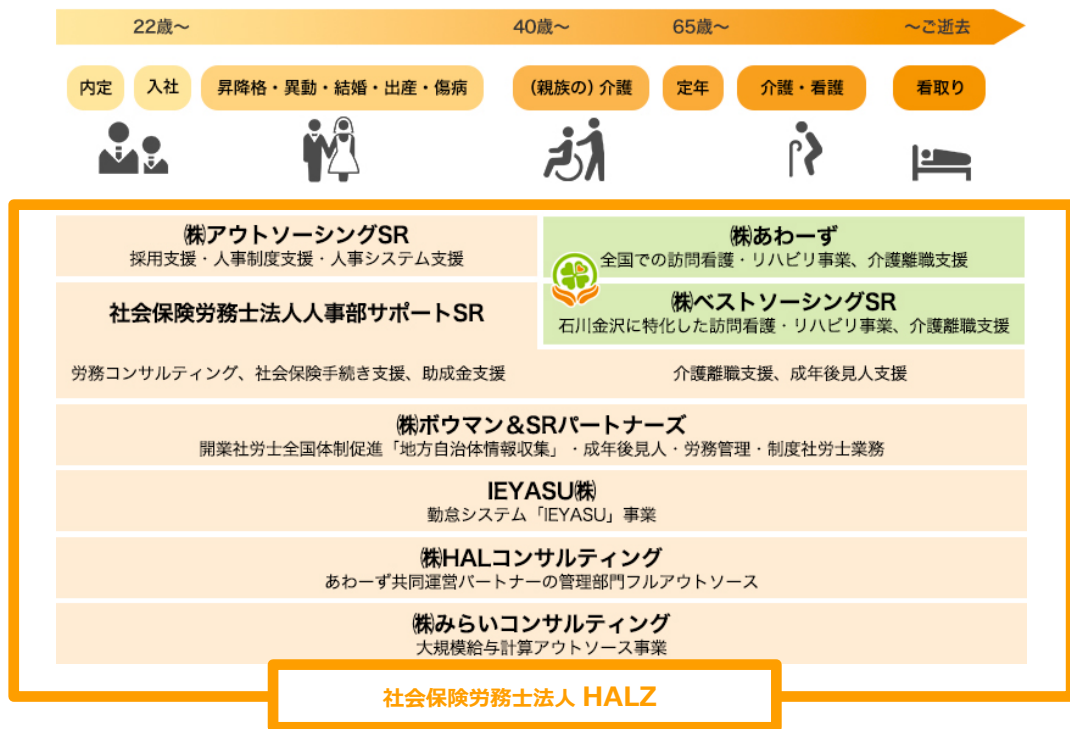 22歳～ 40歳～ 65歳～ ～ご逝去
内定 入社 昇降格・異動・結婚・出産・傷病 (親族の)介護 定年 介護・看護 看取り
㈱アウトソーシングSR
採用支援・人事制度支援・人事システム支援
㈱あわーず
全国での訪問看護・リハビリ事業、介護離職支援
社会保険労務士法人人事部サポートSR
㈱ベストソーシングSR
石川金沢に特化した訪問看護・リハビリ事業、介護離職支援
労務コンサルティング、社会保険手続き支援、助成金支援
介護離職支援、成年後見人支援
㈱ボウマン＆SRパートナーズ
開業社労士全国体制促進「地方自治体情報収集」・成年後見人・労務管理・制度社労士業務
IEYASU㈱
勤怠システム「IEYASU」事業
㈱HALコンサルティング
あわーず共同運営パートナーの管理部門フルアウトソース
㈱みらいコンサルティング
大規模給与計算アウトソース事業
社会保険労務士法人 HALZ